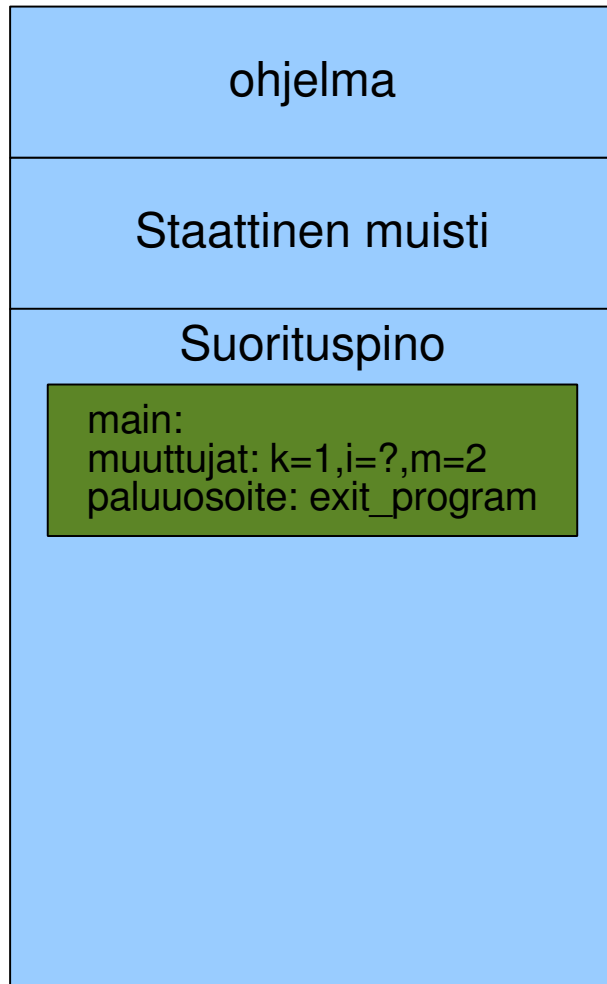 ohjelma
Staattinen muisti
Suorituspino
main:
muuttujat: k=1,i=?,m=2
paluuosoite: exit_program